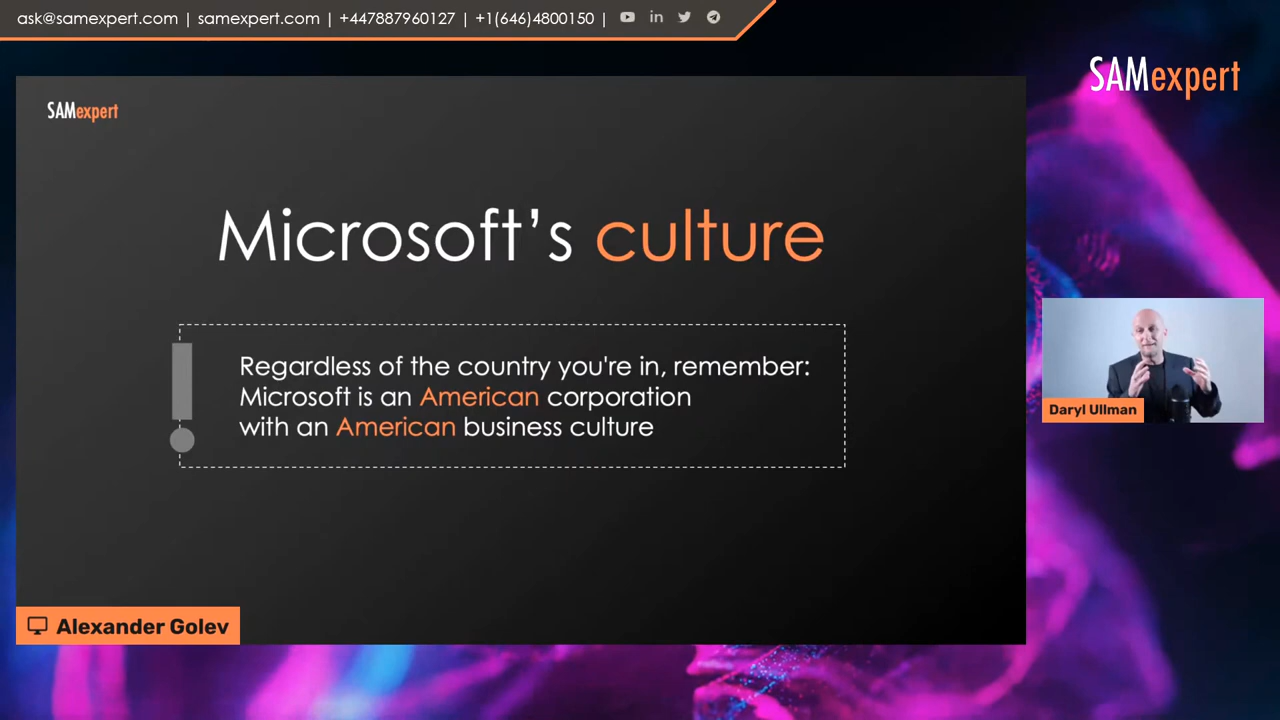 ask@samexpert.com | samexpert.com | +447887960127 | +1(646)4800150 |
SAMexpert
SAMexpert
Microsoft’s culture
Regardless of the country you're in, remember:
Microsoft is an American corporation
with an American business culture
Daryl Ullman
Alexander Golev